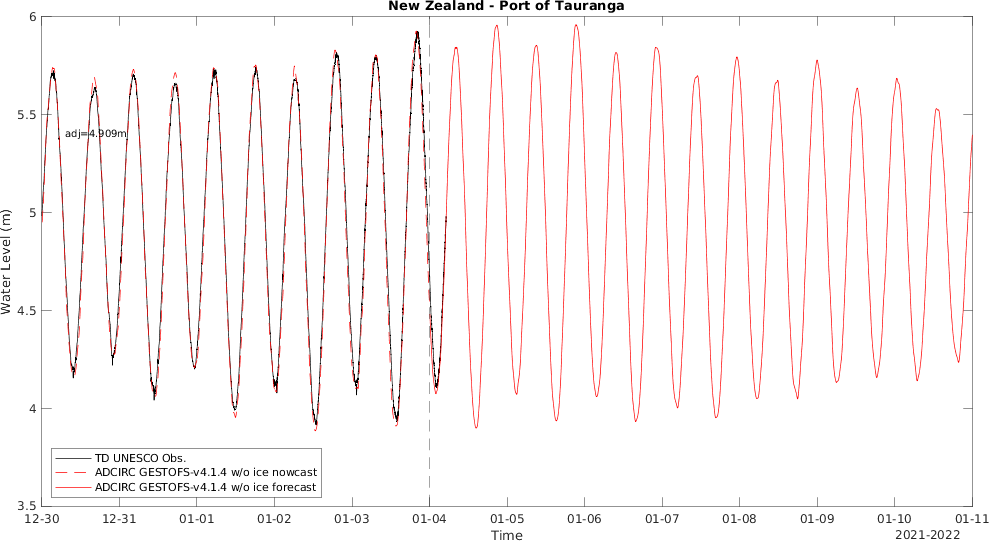 New Zealand - Port of Tauranga
6
5.5
5
4.5
4
3.5
Water Level (m)
adj=4.909m
TD UNESCO Obs.
ADCIRC GESTOFS-v4.1.4 w/o ice nowcast
ADCIRC GESTOFS-v4.1.4 w/o ice forecast
12-30 12-31 01-01 01-02 01-03 01-04 01-05 01-06 01-07 01-08 01-09 01-10 01-11
Time
2021-2022